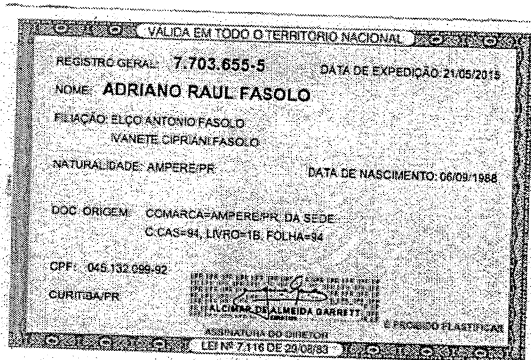 VÁLIDA EM TODO O TERRITÓRIO NACIONAL
REGISTRO GERAL: 7.703.655-5 DATA DE EXPEDIÇÃO: 21/05/2015
NOME: ADRIANO RAUL FASOLO
FILIAÇÃO: ELÇO ANTONIO FASOLO
IVANETE CIPRIANI FASOLO
NATURALIDADE: AMPERE/PR DATA DE NASCIMENTO: 06/09/1988
DOC. ORIGEM: COMARCA=AMPERE/PR, DA SEDE
C.CAS=94, LIVRO=1B, FOLHA=94
CPF: 045.132.099-92
CURITIBA/PR
ALCIMAR DE ALMEIDA GARRETT
ASSINATURA DO DIRETOR
É PROIBIDO PLASTIFICAR
LEI Nº 7.116 DE 29/08/83